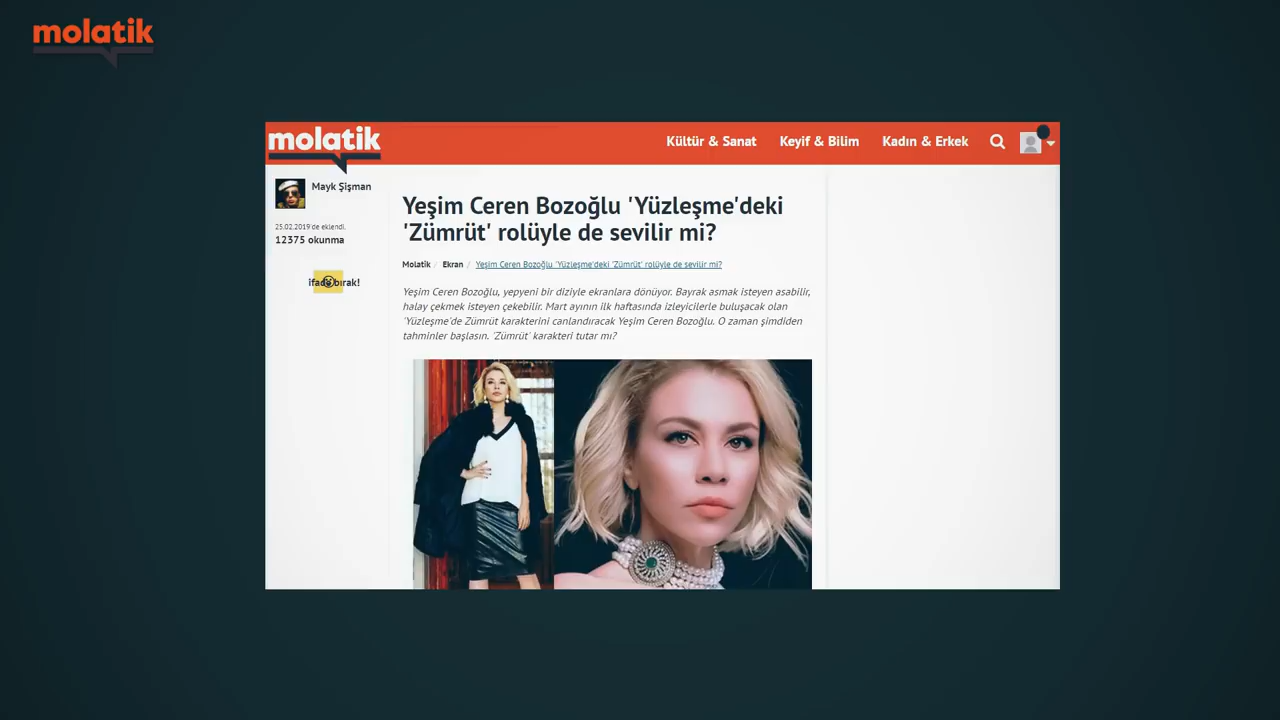 molatik
molatik
Kültür & Sanat
Keyif & Bilim
Kadın & Erkek
Mayk Şişman
25.02.2019'de eklendi.
12375 okunma
Yeşim Ceren Bozoğlu 'Yüzleşme'deki
'Zümrüt' rolüyle de sevilir mi?
Molatik / Ekran / Yeşim Ceren Bozoğlu 'Yüzleşme'deki 'Zümrüt' rolüyle de sevilir mi?
ifade bırak!
Yeşim Ceren Bozoğlu, yepyeni bir diziyle ekranlara dönüyor. Bayrak asmak isteyen asabilir,
halay çekmek isteyen çekebilir. Mart ayının ilk haftasında izleyicilerle buluşacak olan
'Yüzleşme'de Zümrüt karakterini canlandıracak Yeşim Ceren Bozoğlu. O zaman şimdiden
tahminler başlasın. 'Zümrüt' karakteri tutar mı?